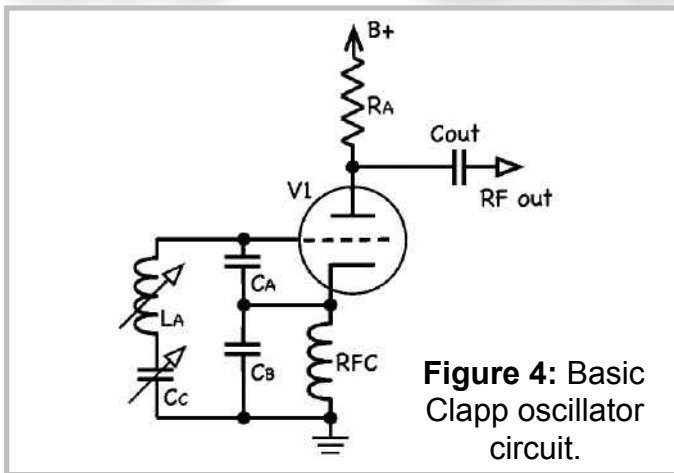 B+
RA
Cout
V1
RF out
CA
LA
CB
RFC
Cc
Figure 4: Basic
Clapp oscillator
circuit.